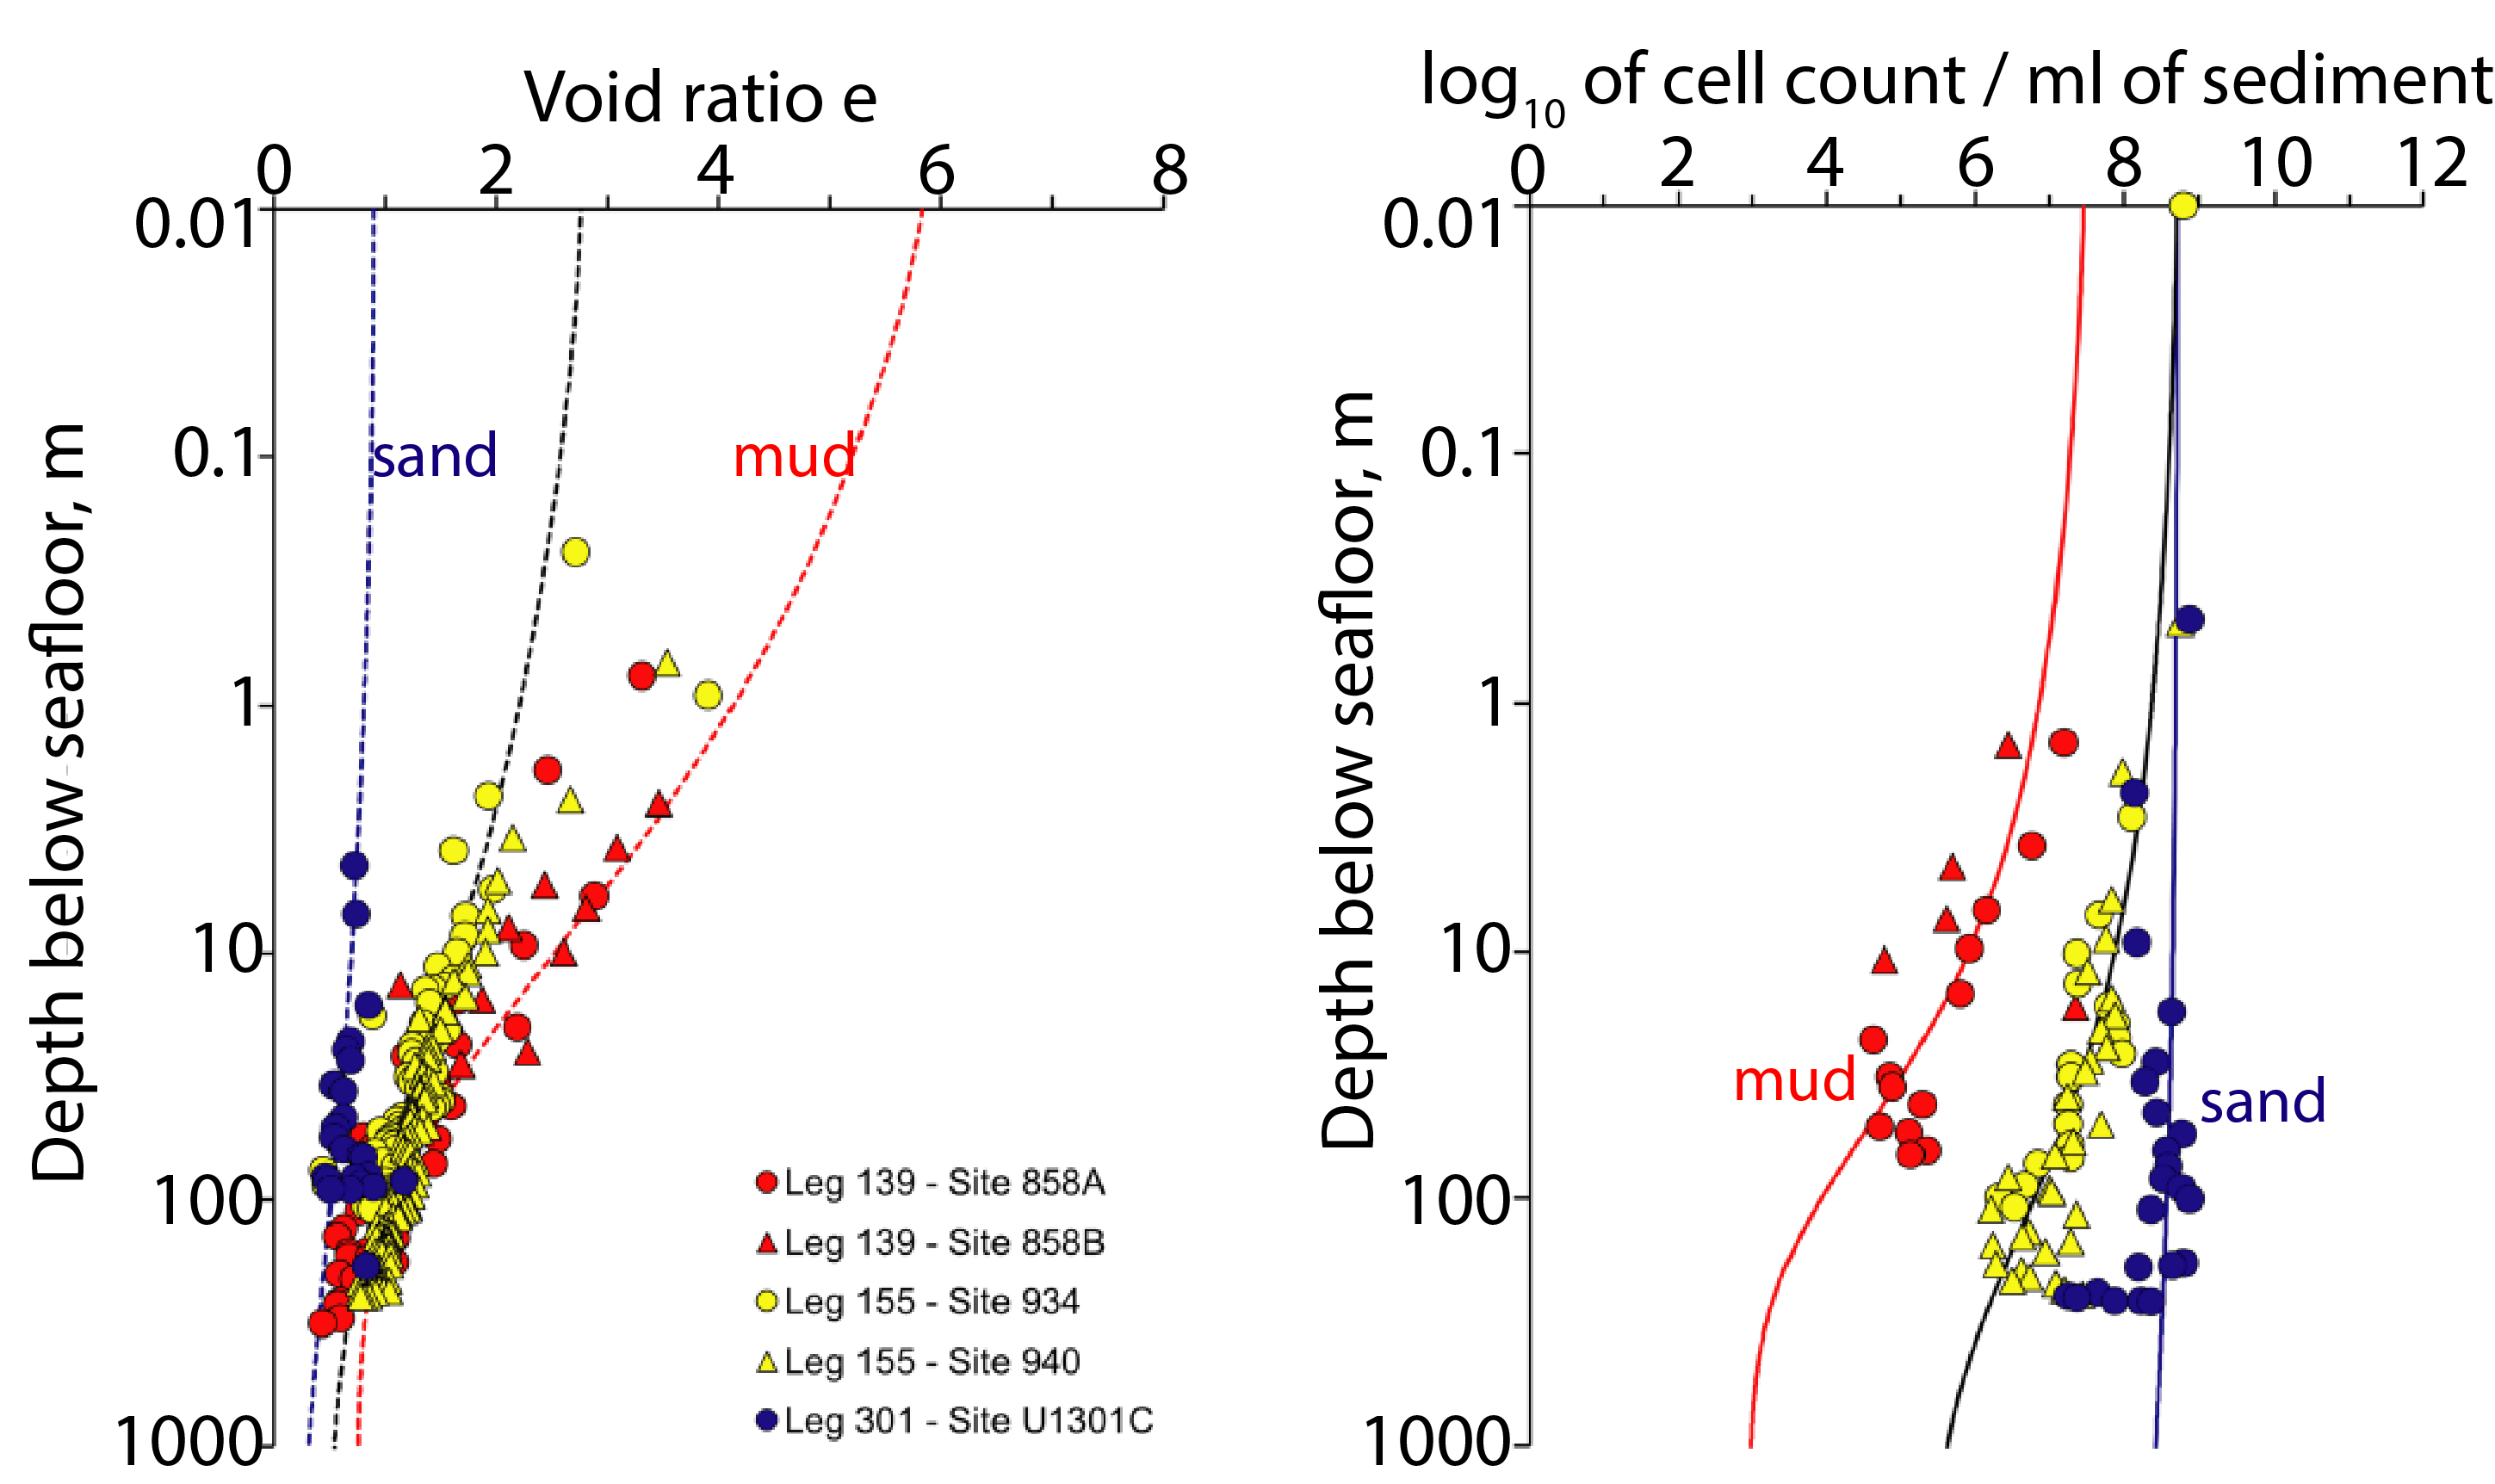 Void ratio e
0 2 4 6 8
0.01
0.1
1
10
100
1000
Depth below seafloor, m
sand
mud
Leg 139 - Site 858A
Leg 139 - Site 858B
Leg 155 - Site 934
Leg 155 - Site 940
Leg 301 - Site U1301C
log10 of cell count / ml of sediment
0 2 4 6 8 10 12
0.01
0.1
1
10
100
1000
Depth below seafloor, m
mud
sand